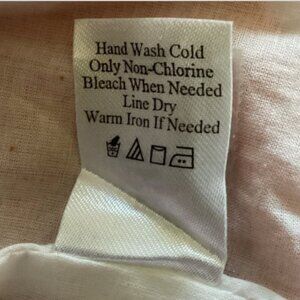 Hand Wash Cold
Only Non-Chlorine
Bleach When Needed
Line Dry
Warm Iron If Needed